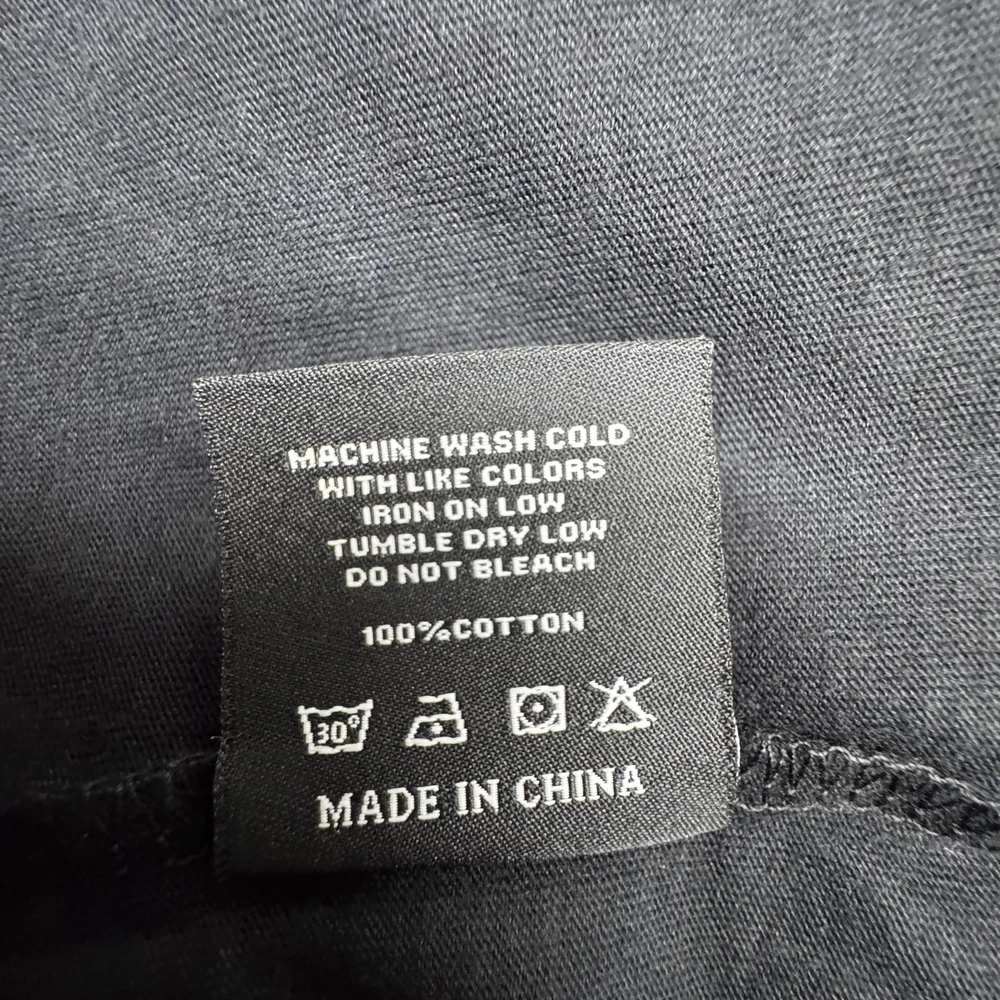 MACHINE WASH COLD
WITH LIKE COLORS
IRON ON LOW
TUMBLE DRY LOW
DO NOT BLEACH
100%COTTON
30°
MADE IN CHINA